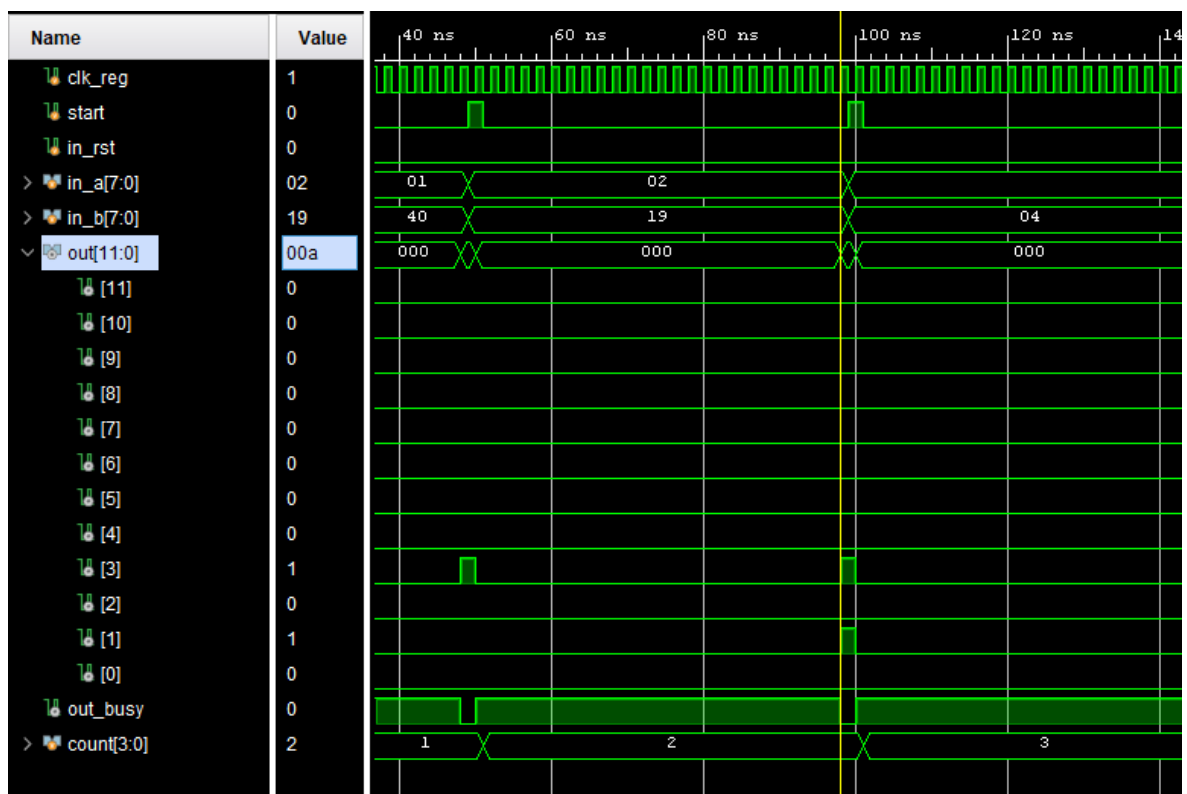 Name Value 40 ns 60 ns 80 ns 100 ns 120 ns 14
clk_reg 1
start 0
in_rst 0
> in_a[7:0] 02 01 02
> in_b[7:0] 19 40 19 04
out[11:0] 00a 000 000 000
[11] 0
[10] 0
[9] 0
[8] 0
[7] 0
[6] 0
[5] 0
[4] 0
[3] 1
[2] 0
[1] 1
[0] 0
out_busy 0
> count[3:0] 2 1 2 3